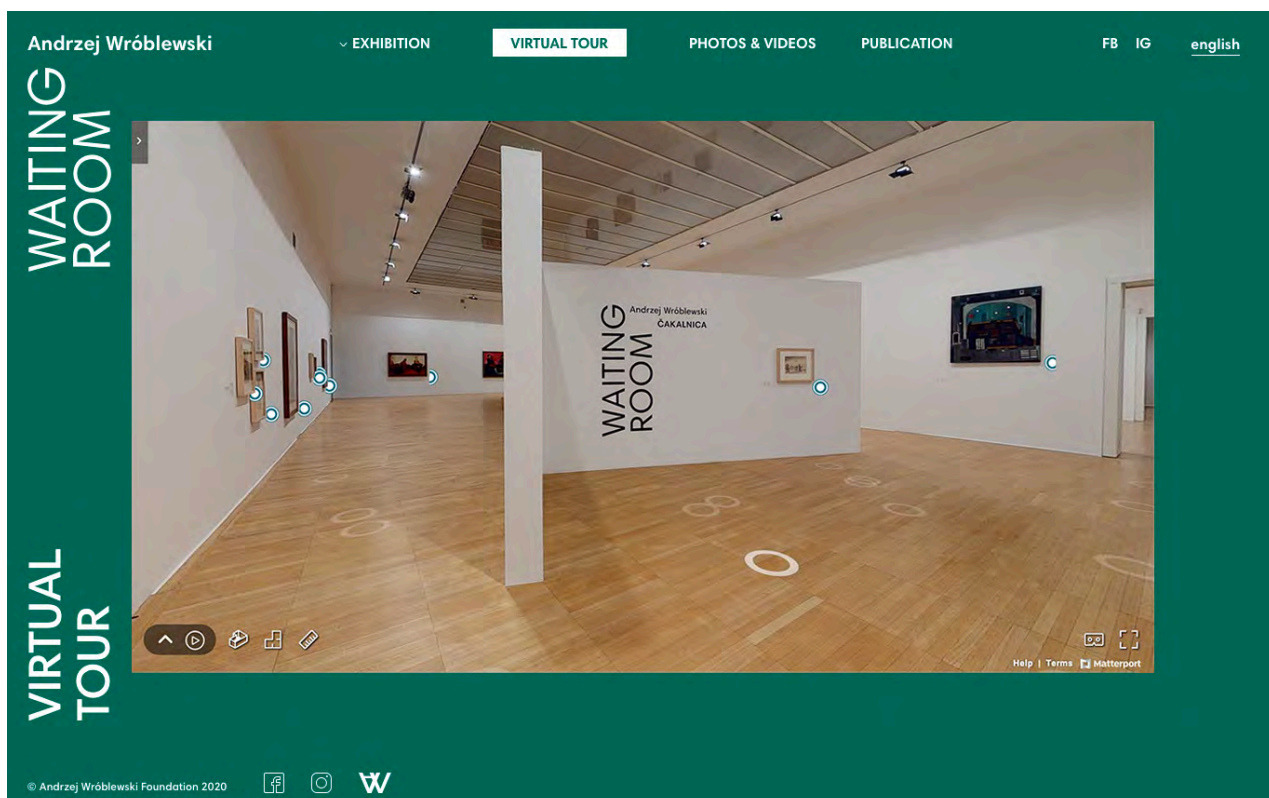 Andrzej Wróblewski
EXHIBITION
VIRTUAL TOUR
PHOTOS & VIDEOS
PUBLICATION
FB
IG
english
WAITING
ROOM
WAITING
ROOM
Andrzej Wróblewski
ČAKALNICA
VIRTUAL
TOUR
Help | Terms
Matterport
© Andrzej Wróblewski Foundation 2020